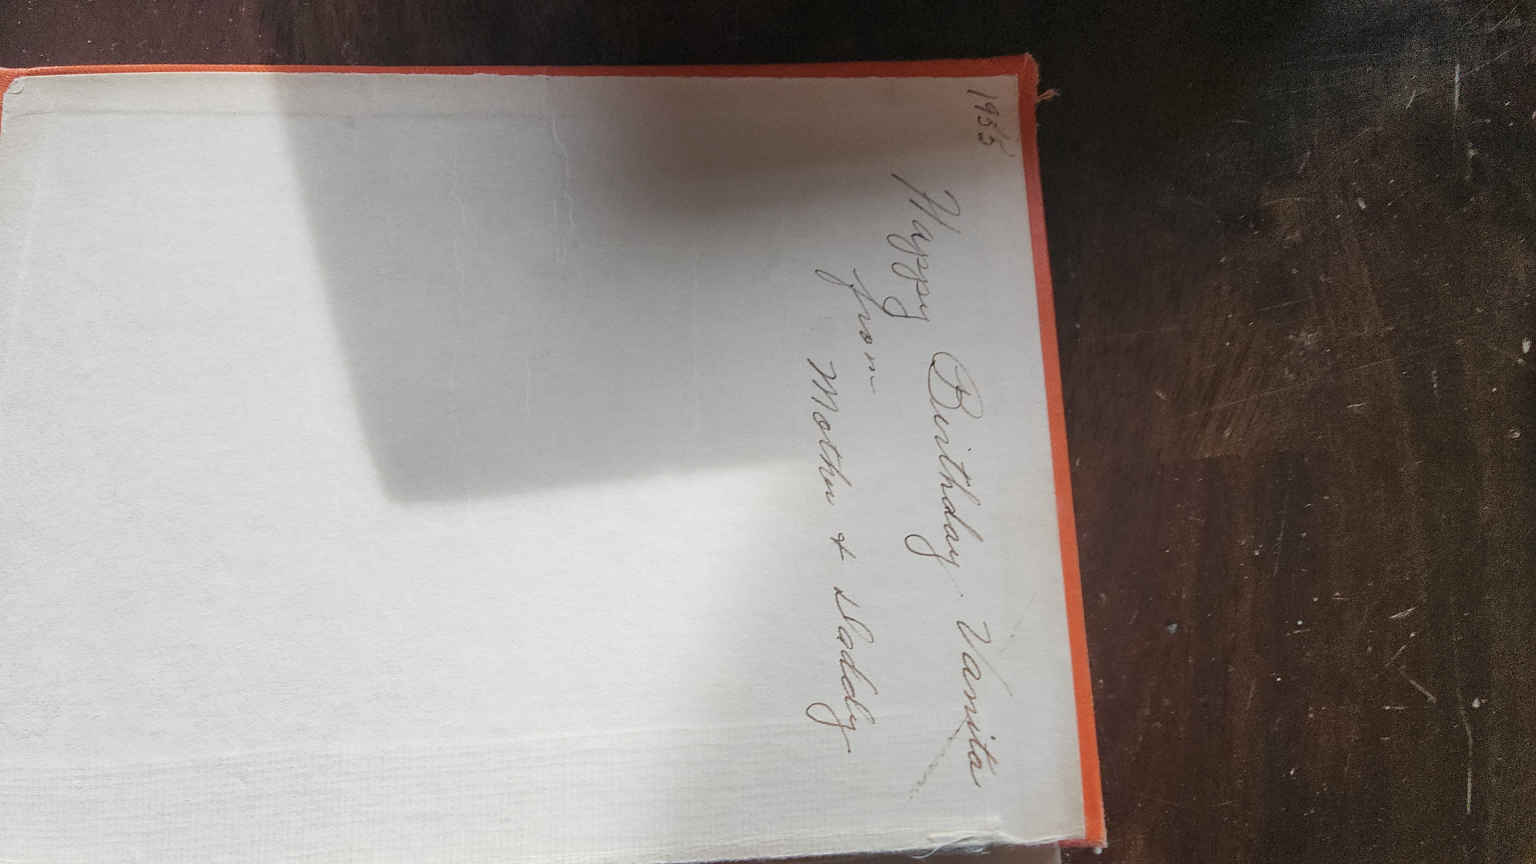 1955
Happy Birthday Vanita
from
Mother & Daddy